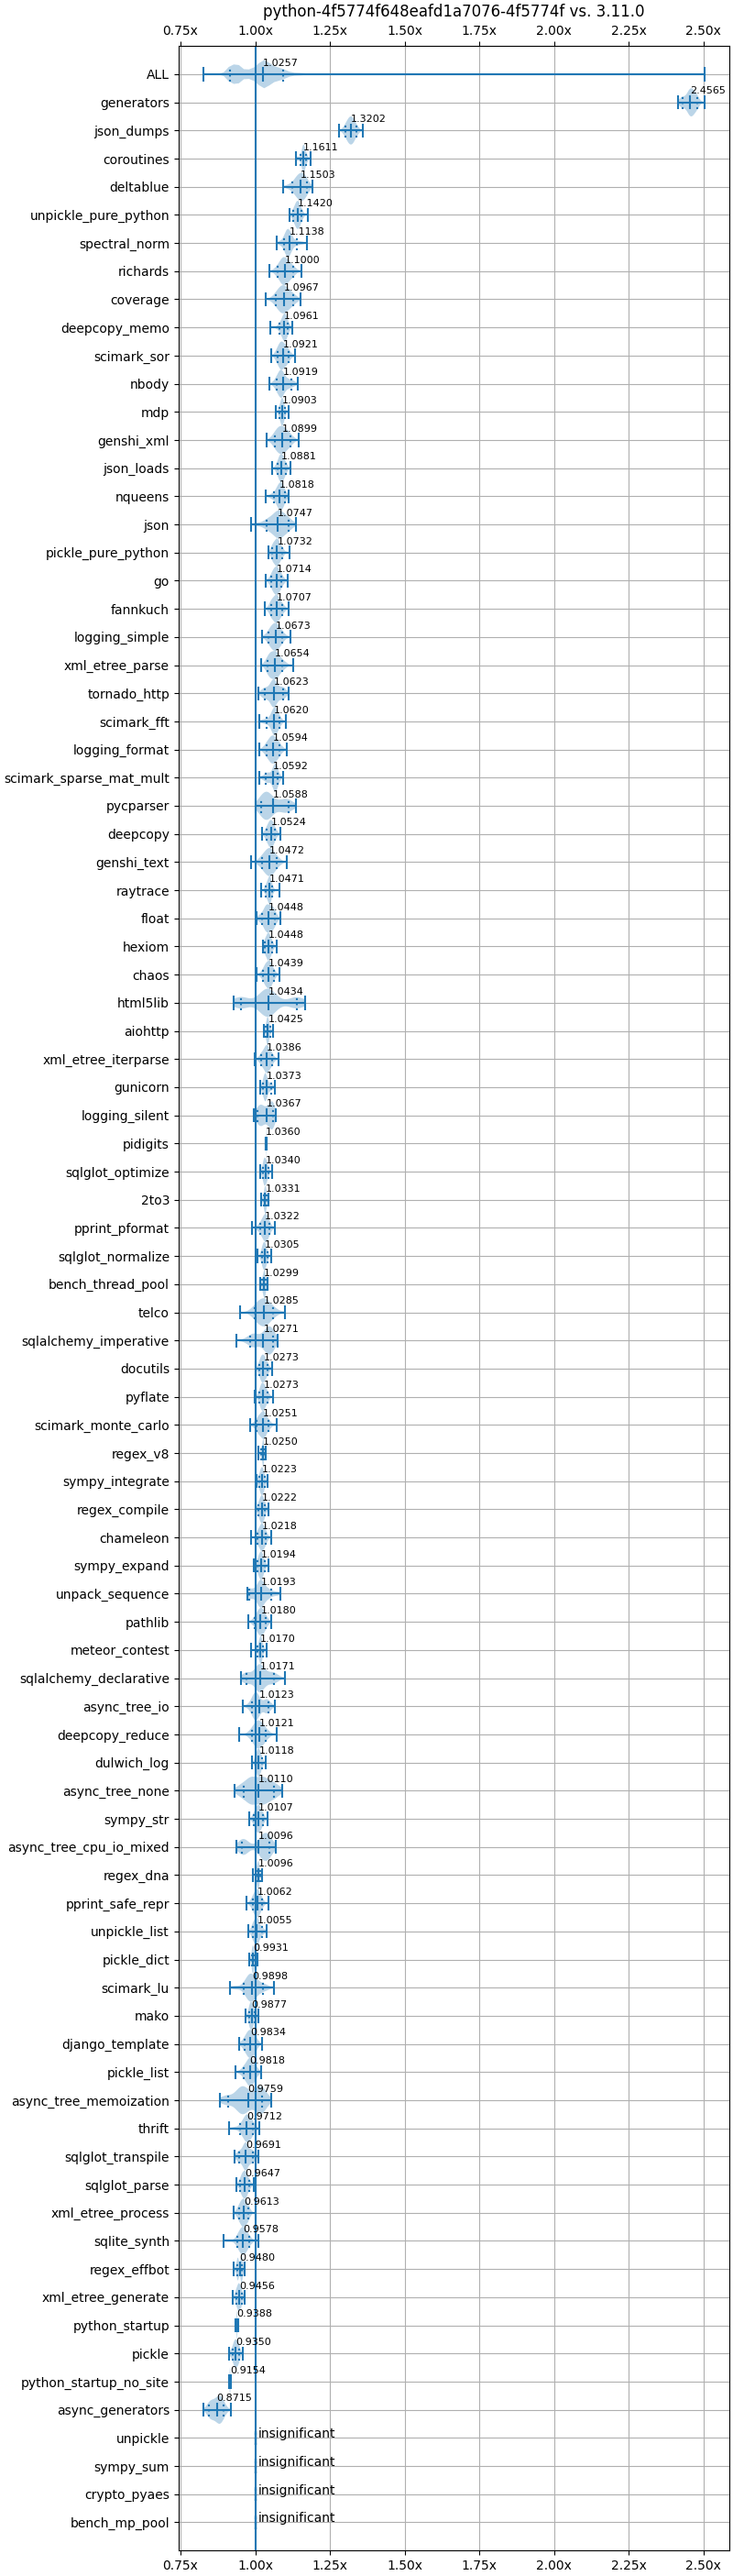 python-4f5774f648eafd1a7076-4f5774f vs. 3.11.0
0.75x 1.00x 1.25x 1.50x 1.75x 2.00x 2.25x 2.50x
ALL 1.0257
generators 2.4565
json_dumps 1.3202
coroutines 1.1611
deltablue 1.1503
unpickle_pure_python 1.1420
spectral_norm 1.1138
richards 1.1000
coverage 1.0967
deepcopy_memo 1.0961
scimark_sor 1.0921
nbody 1.0919
mdp 1.0903
genshi_xml 1.0899
json_loads 1.0881
nqueens 1.0818
json 1.0747
pickle_pure_python 1.0732
go 1.0714
fannkuch 1.0707
logging_simple 1.0673
xml_etree_parse 1.0654
tornado_http 1.0623
scimark_fft 1.0620
logging_format 1.0594
scimark_sparse_mat_mult 1.0592
pycparser 1.0588
deepcopy 1.0524
genshi_text 1.0472
raytrace 1.0471
float 1.0448
hexiom 1.0448
chaos 1.0439
html5lib 1.0434
aiohttp 1.0425
xml_etree_iterparse 1.0386
gunicorn 1.0373
logging_silent 1.0367
pidigits 1.0360
sqlglot_optimize 1.0340
2to3 1.0331
pprint_pformat 1.0322
sqlglot_normalize 1.0305
bench_thread_pool 1.0299
telco 1.0285
sqlalchemy_imperative 1.0271
docutils 1.0273
pyflate 1.0273
scimark_monte_carlo 1.0251
regex_v8 1.0250
sympy_integrate 1.0223
regex_compile 1.0222
chameleon 1.0218
sympy_expand 1.0194
unpack_sequence 1.0193
pathlib 1.0180
meteor_contest 1.0170
sqlalchemy_declarative 1.0171
async_tree_io 1.0123
deepcopy_reduce 1.0121
dulwich_log 1.0118
async_tree_none 1.0110
sympy_str 1.0107
async_tree_cpu_io_mixed 1.0096
regex_dna 1.0096
pprint_safe_repr 1.0062
unpickle_list 1.0055
pickle_dict 0.9931
scimark_lu 0.9898
mako 0.9877
django_template 0.9834
pickle_list 0.9818
async_tree_memoization 0.9759
thrift 0.9712
sqlglot_transpile 0.9691
sqlglot_parse 0.9647
xml_etree_process 0.9613
sqlite_synth 0.9578
regex_effbot 0.9480
xml_etree_generate 0.9456
python_startup 0.9388
pickle 0.9350
python_startup_no_site 0.9154
async_generators 0.8715
unpickle insignificant
sympy_sum insignificant
crypto_pyaes insignificant
bench_mp_pool insignificant
0.75x 1.00x 1.25x 1.50x 1.75x 2.00x 2.25x 2.50x